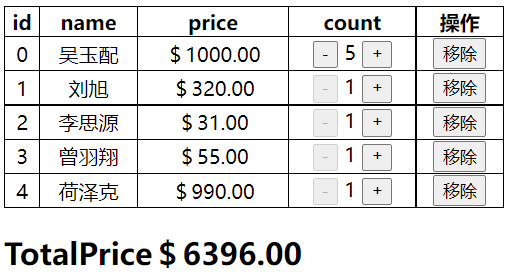 id name price count 操作
0 吴玉配 $ 1000.00 - 5 + 移除
1 刘旭 $ 320.00 - 1 + 移除
2 李思源 $ 31.00 - 1 + 移除
3 曾羽翔 $ 55.00 - 1 + 移除
4 荷泽克 $ 990.00 - 1 + 移除
TotalPrice $ 6396.00